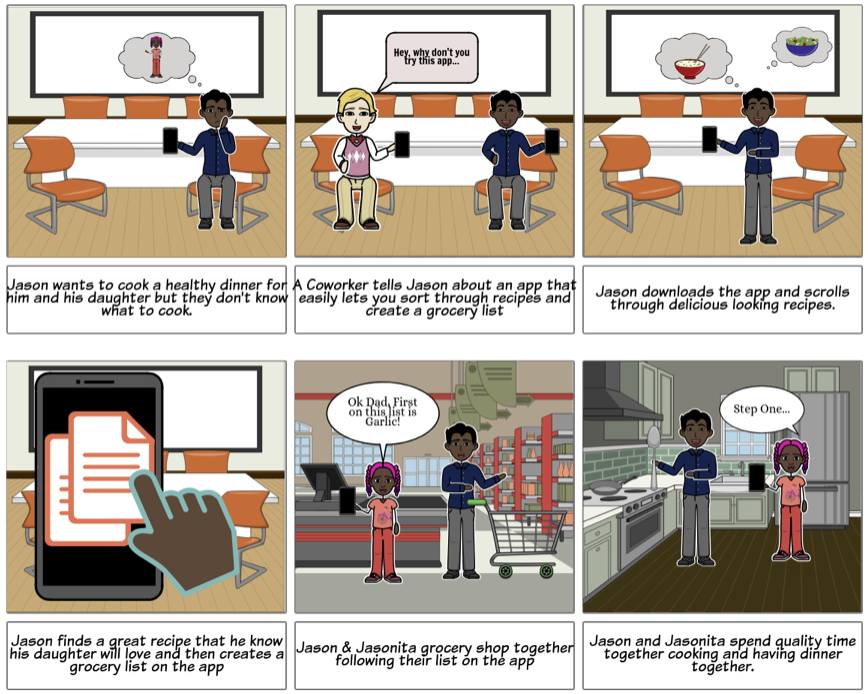 Hey, why don't you
try this app...
Jason wants to cook a healthy dinner for
him and his daughter but they don't know
what to cook.
A Coworker tells Jason about an app that
easily lets you sort through recipes and
create a grocery list
Jason downloads the app and scrolls
through delicious looking recipes.
Ok Dad, First
on this list is
Garlic!
Step One...
Jason finds a great recipe that he know
his daughter will love and then creates a
grocery list on the app
Jason & Jasonita grocery shop together
following their list on the app
Jason and Jasonita spend quality time
together cooking and having dinner
together.